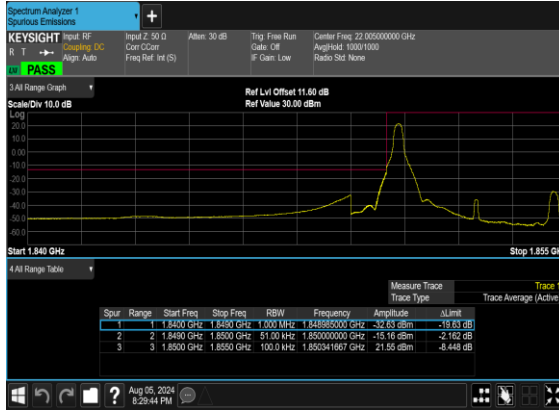 Spectrum Analyzer 1
Spurious Emissions
KEYSIGHT Input: RF Input Z: 50 Ω Atten: 30 dB Trig: Free Run Center Freq: 22.005000000 GHz
R T Coupling: DC Corr CCorr Gate: Off Avg|Hold: 1000/1000
Align: Auto Freq Ref: Int (S) IF Gain: Low Radio Std: None
PASS
3 All Range Graph
Ref Lvl Offset 11.60 dB
Scale/Div 10.0 dB Ref Value 30.00 dBm
Log
20.0
10.0
0.00
-10.0
-20.0
-30.0
-40.0
-50.0
-60.0
Start 1.840 GHz Stop 1.855 GH
4 All Range Table
Measure Trace Trace 1
Trace Type Trace Average (Active
Spur Range Start Freq Stop Freq RBW Frequency Amplitude ΔLimit
1 1 1.8400 GHz 1.8490 GHz 1.000 MHz 1.848985000 GHz -32.63 dBm -19.63 dB
2 2 1.8490 GHz 1.8500 GHz 51.00 kHz 1.850000000 GHz -15.16 dBm -2.162 dB
3 3 1.8500 GHz 1.8550 GHz 100.0 kHz 1.850341667 GHz 21.55 dBm -8.448 dB
Aug 05, 2024
8:29:44 PM